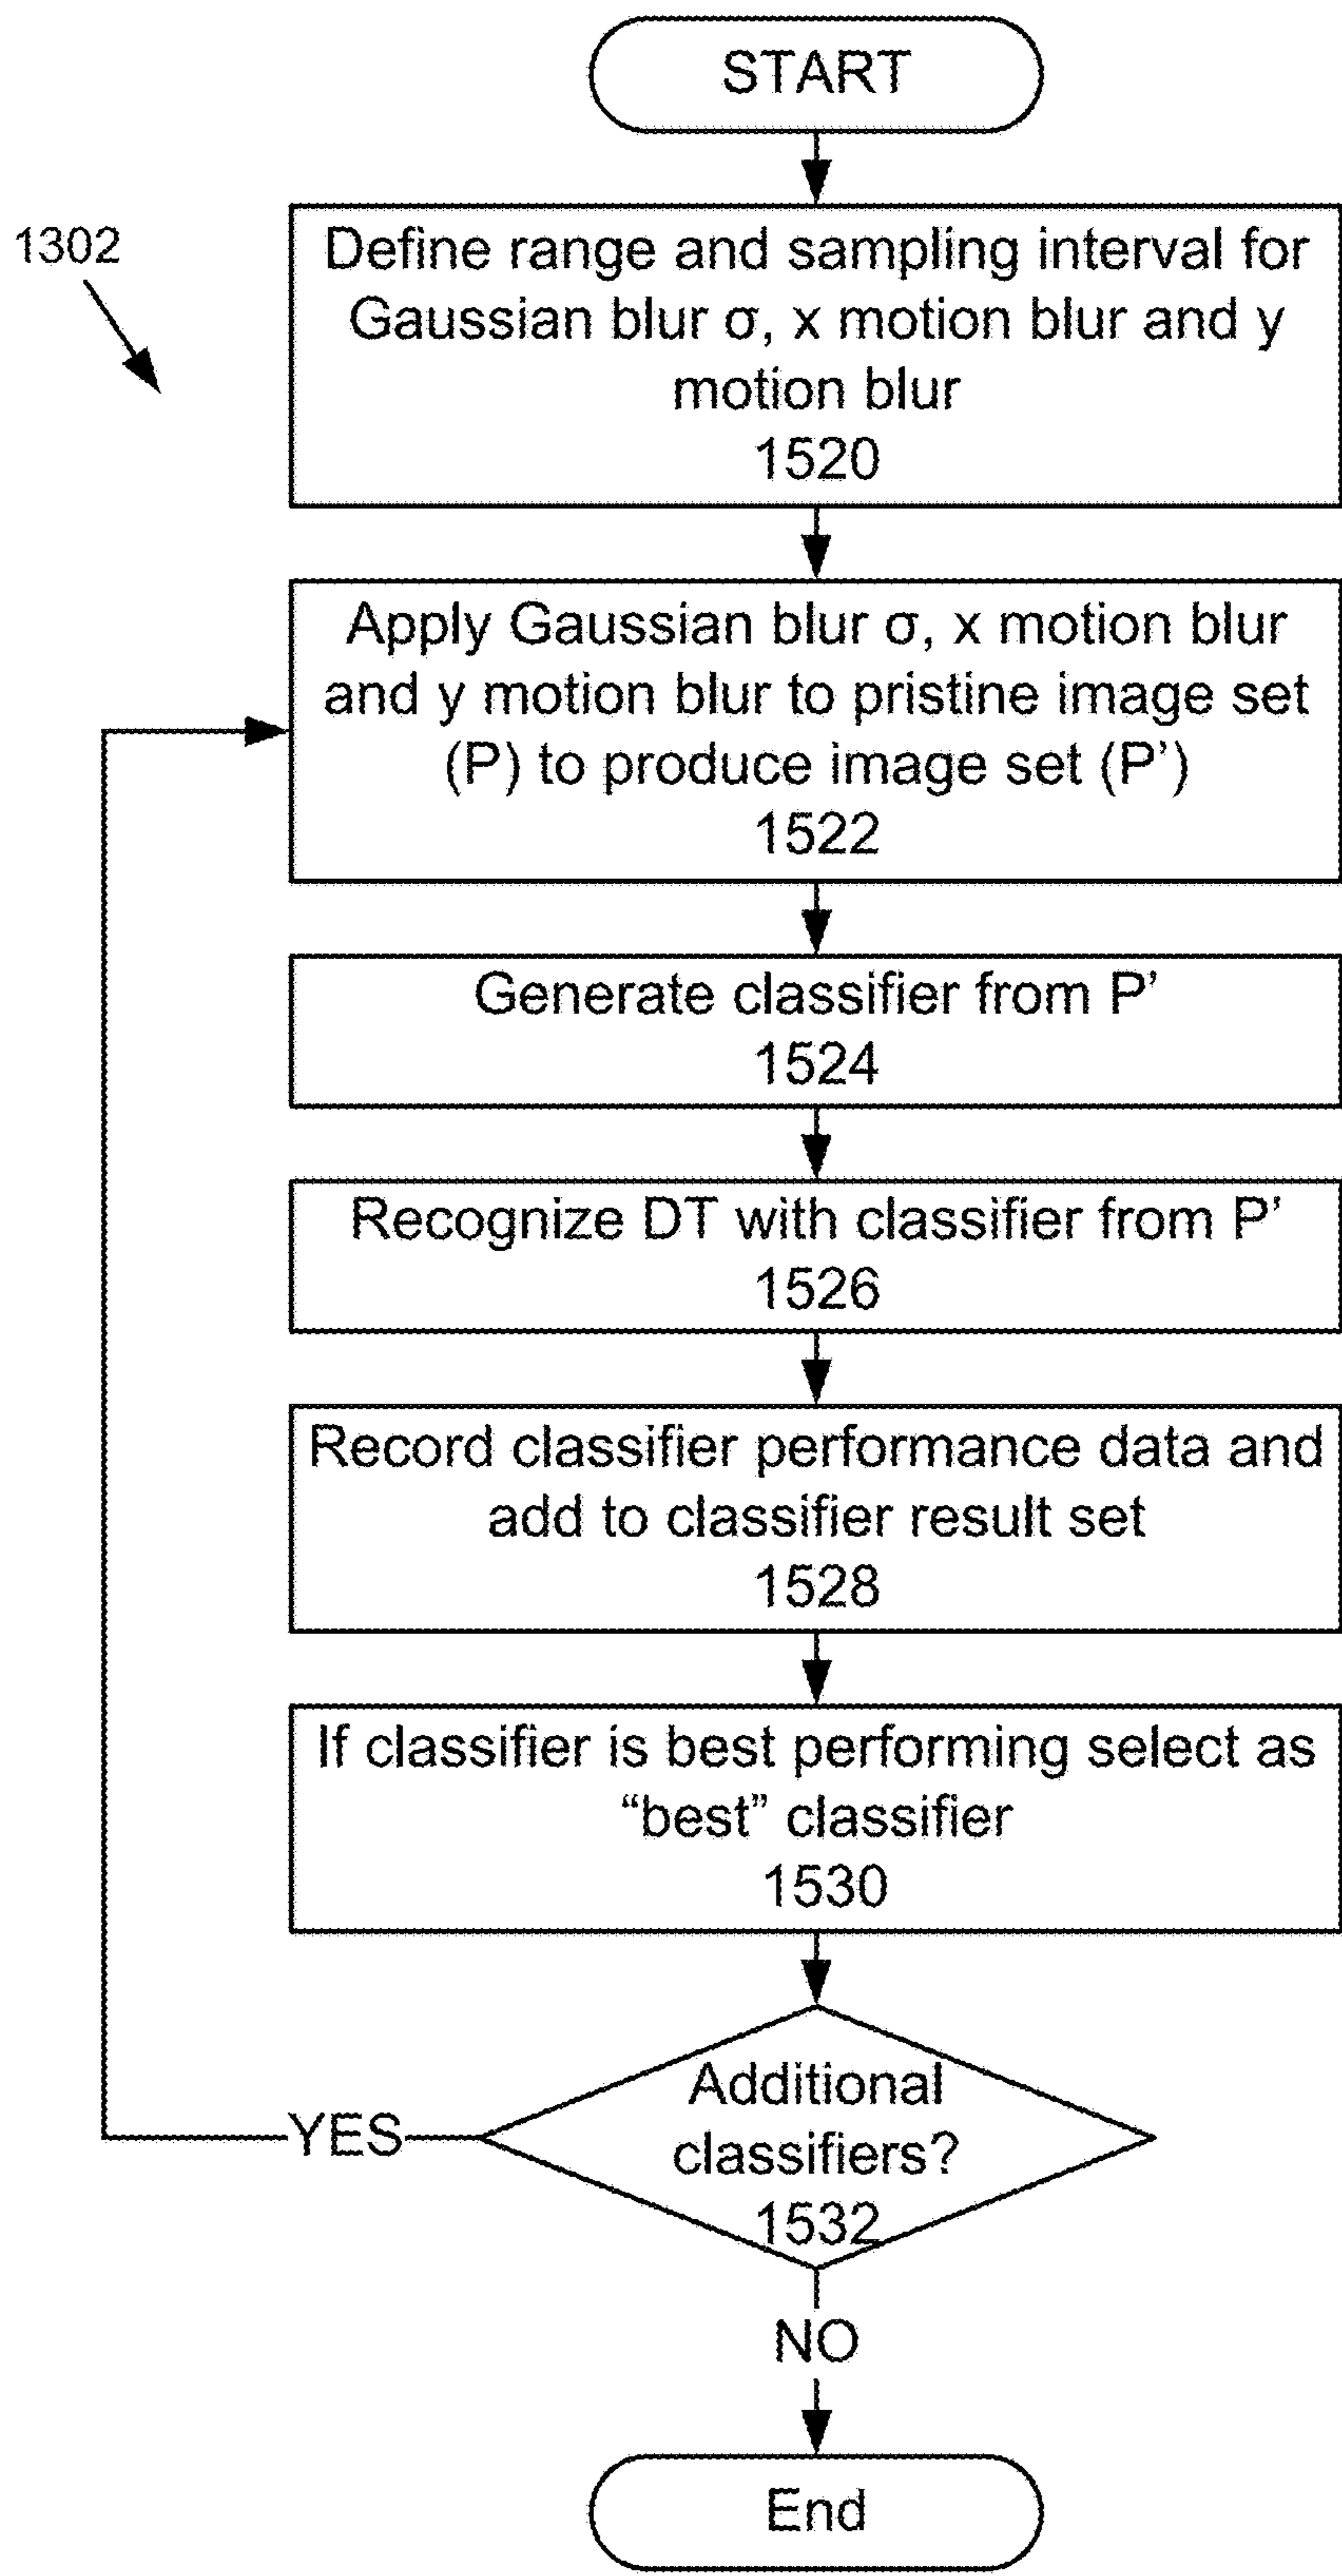 START
1302
Define range and sampling interval for
Gaussian blur σ, x motion blur and y
motion blur
1520
Apply Gaussian blur σ, x motion blur
and y motion blur to pristine image set
(P) to produce image set (P’)
1522
Generate classifier from P’
1524
Recognize DT with classifier from P’
1526
Record classifier performance data and
add to classifier result set
1528
If classifier is best performing select as
“best” classifier
1530
Additional
classifiers?
1532
YES
NO
End